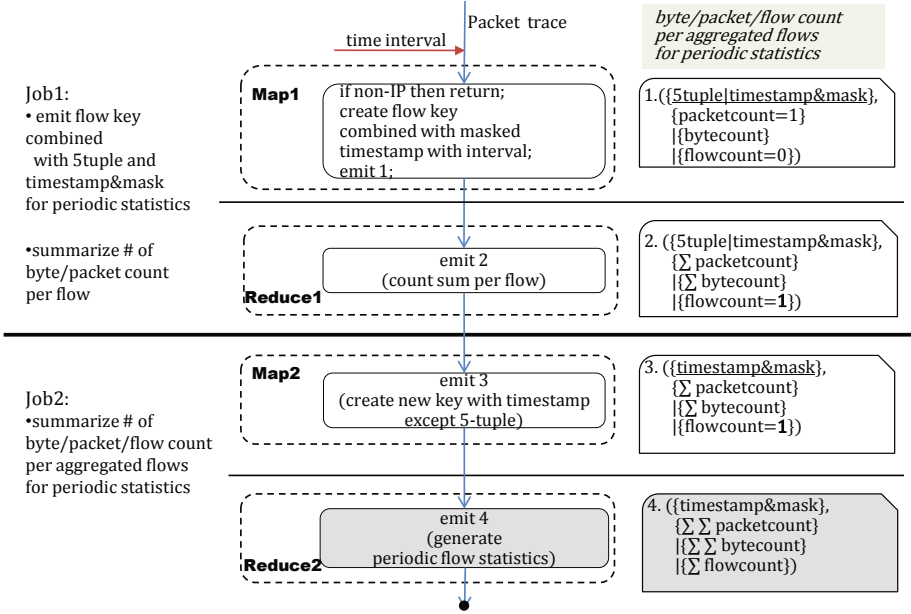 Packet trace
time interval
byte/packet/flow count
per aggregated flows
for periodic statistics
Job1:
• emit flow key
combined
with 5tuple and
timestamp&mask
for periodic statistics
•summarize # of
byte/packet count
per flow
Map1
if non-IP then return;
create flow key
combined with masked
timestamp with interval;
emit 1;
1.({5tuple|timestamp&mask},
{packetcount=1}
|{bytecount}
|{flowcount=0})
emit 2
(count sum per flow)
Reduce1
2. ({5tuple|timestamp&mask},
{∑ packetcount}
|{∑ bytecount}
|{flowcount=1})
Job2:
•summarize # of
byte/packet/flow count
per aggregated flows
for periodic statistics
Map2
emit 3
(create new key with timestamp
except 5-tuple)
3. ({timestamp&mask},
{∑ packetcount}
|{∑ bytecount}
|{flowcount=1})
emit 4
(generate
periodic flow statistics)
Reduce2
4. ({timestamp&mask},
{∑ ∑ packetcount}
|{∑ ∑ bytecount}
|{∑ flowcount})